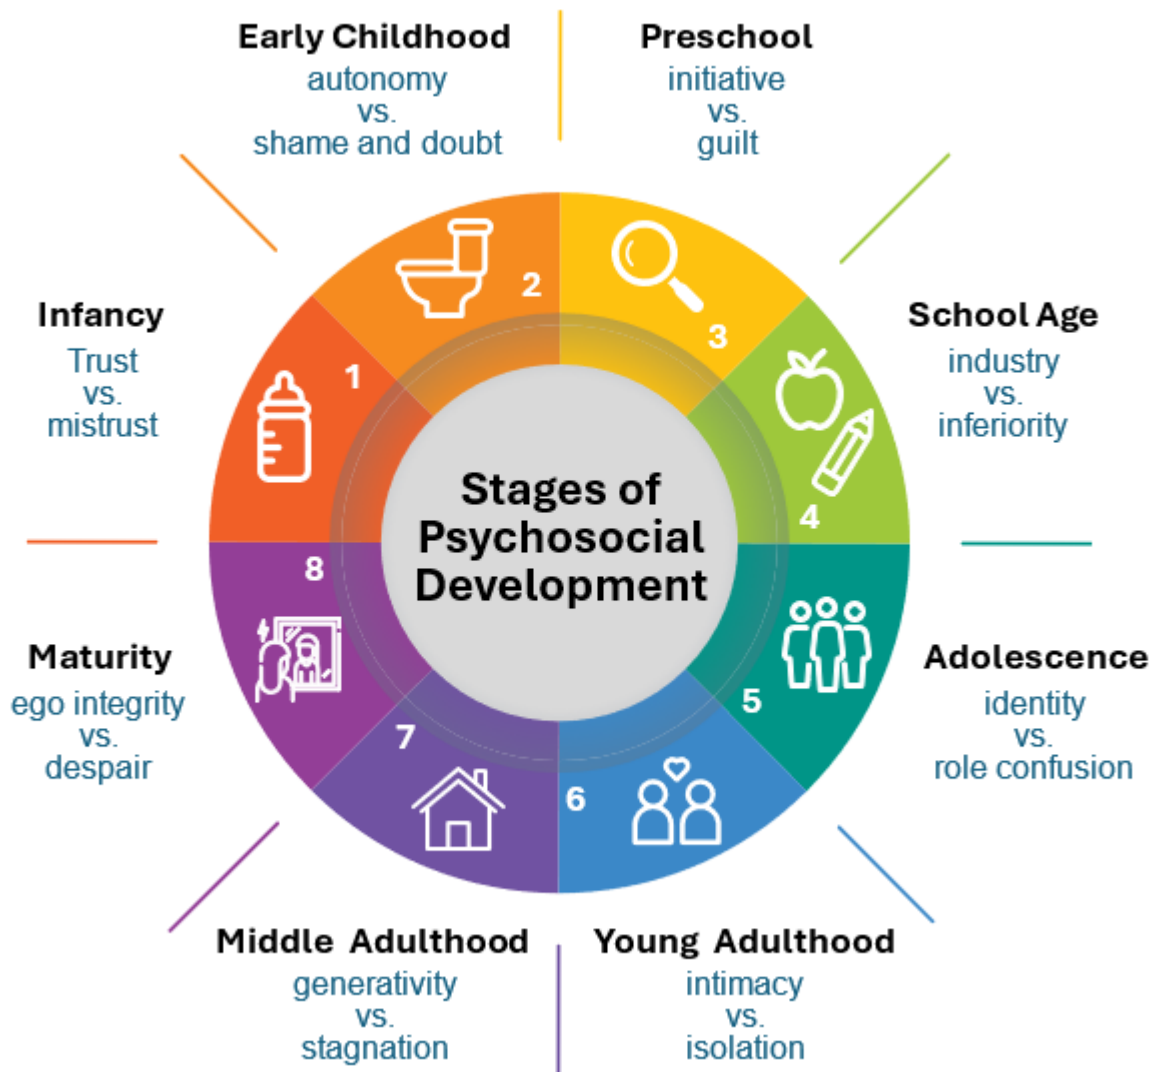 Early Childhood
autonomy
vs.
shame and doubt
Preschool
initiative
vs.
guilt
Infancy
Trust
vs.
mistrust
School Age
industry
vs.
inferiority
2
3
1
4
Stages of
Psychosocial
Development
8
5
7
6
Maturity
ego integrity
vs.
despair
Adolescence
identity
vs.
role confusion
Middle Adulthood
generativity
vs.
stagnation
Young Adulthood
intimacy
vs.
isolation